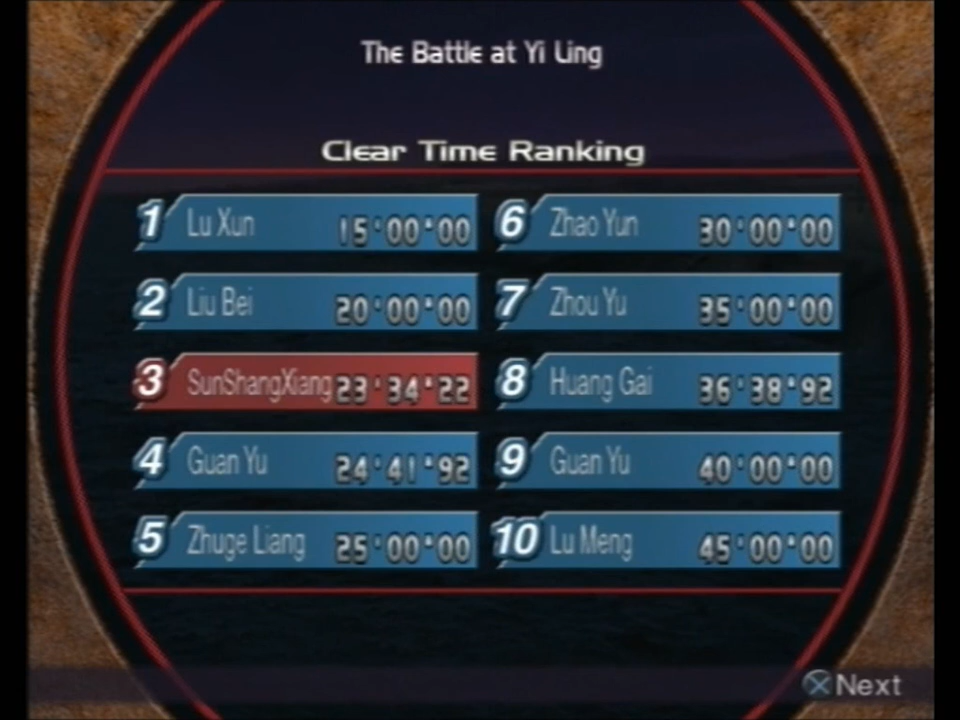 The Battle at Yi Ling
Clear Time Ranking
1 Lu Xun 15'00"00
2 Liu Bei 20'00"00
3 SunShangXiang 23'34"22
4 Guan Yu 24'41"92
5 Zhuge Liang 25'00"00
6 Zhao Yun 30'00"00
7 Zhou Yu 35'00"00
8 Huang Gai 36'38"92
9 Guan Yu 40'00"00
10 Lu Meng 45'00"00
Next